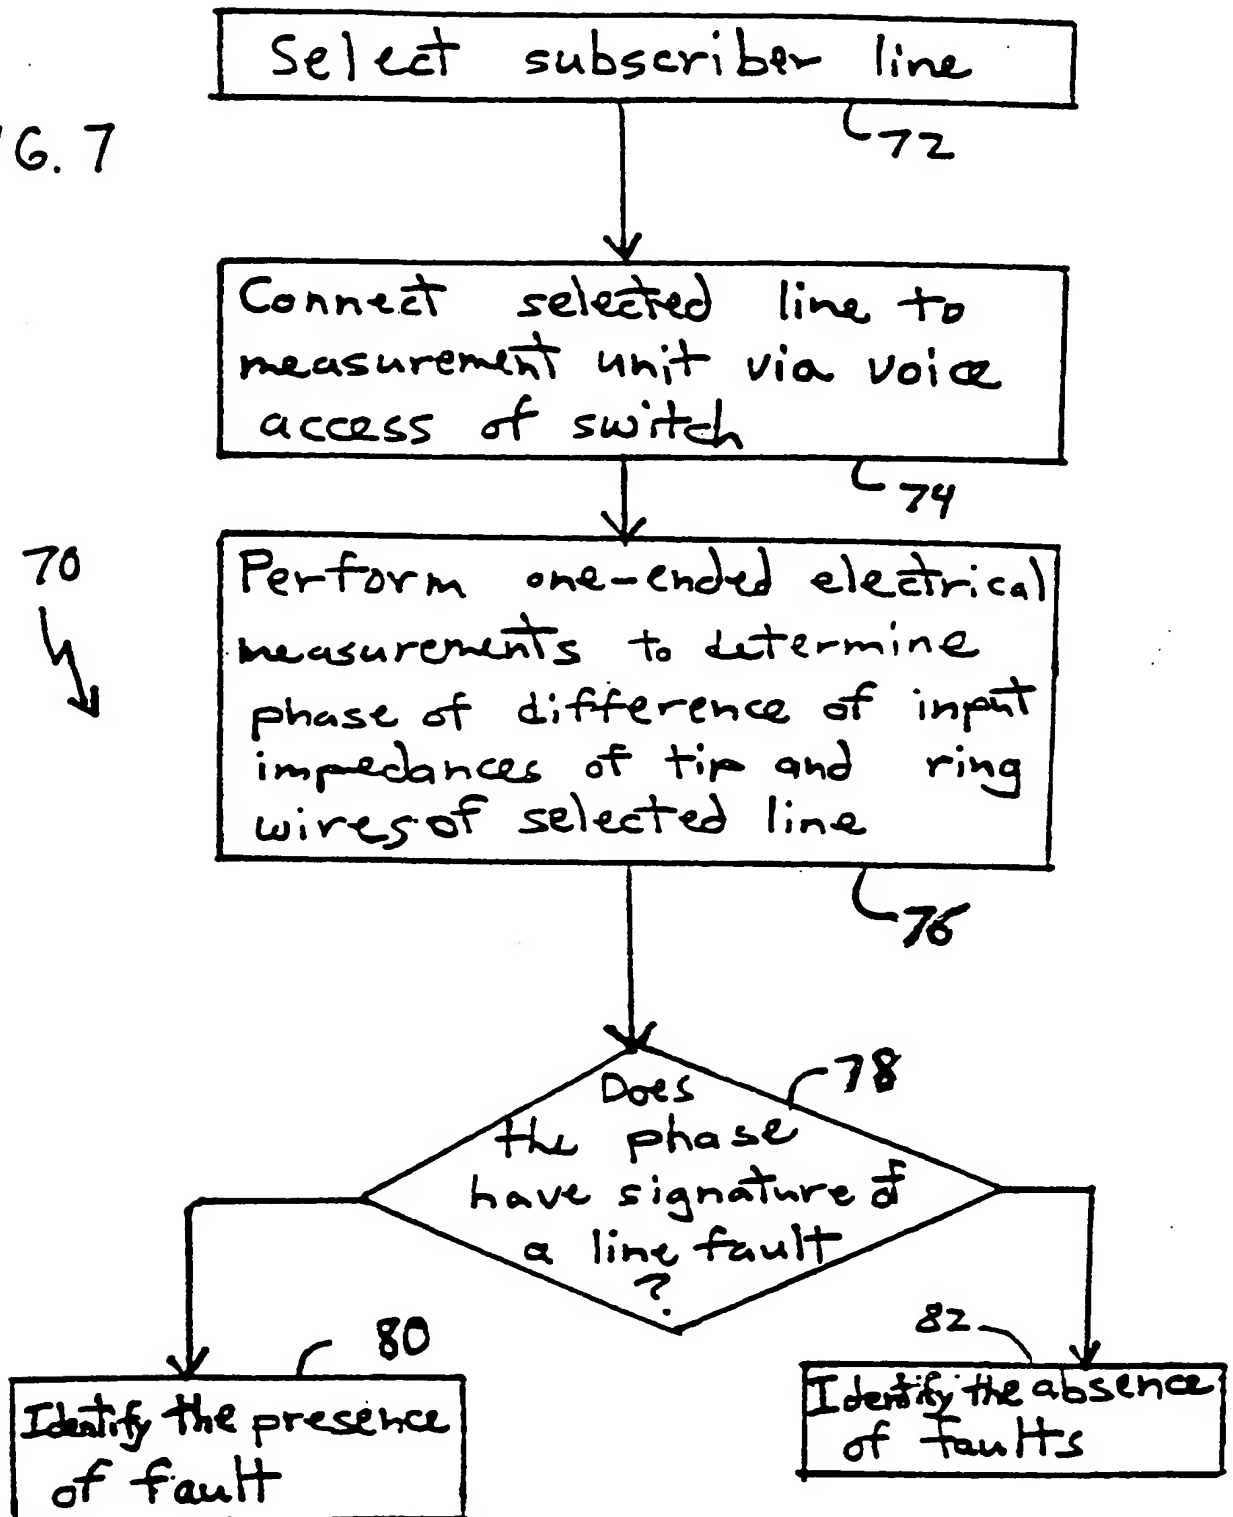 Select subscriber line
72
G. 7
Connect selected line to
measurement unit via voice
access of switch
74
70
Perform one-ended electrical
measurements to determine
phase of difference of input
impedances of tip and ring
wires of selected line
76
78
Does
the phase
have signature of
a line fault
?
80
82
Identify the presence
of fault
Identify the absence
of faults